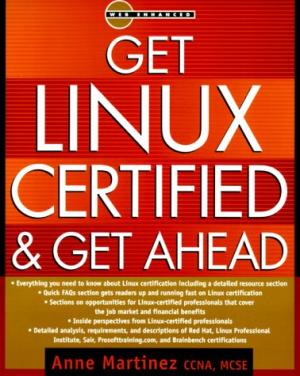 WEB ENHANCED
GET
LINUX
CERTIFIED
& GET AHEAD
• Everything you need to know about Linux certification including a detailed resource section
• Quick FAQs section gets readers up and running fast on Linux certification
• Sections on opportunities for Linux-certified professionals that cover
the job market and financial benefits
• Inside perspectives from Linux-certified professionals
• Detailed analysis, requirements, and descriptions of Red Hat, Linux Professional
Institute, Sair, Prosofttraining.com, and Brainbench certifications
Anne Martinez CCNA, MCSE